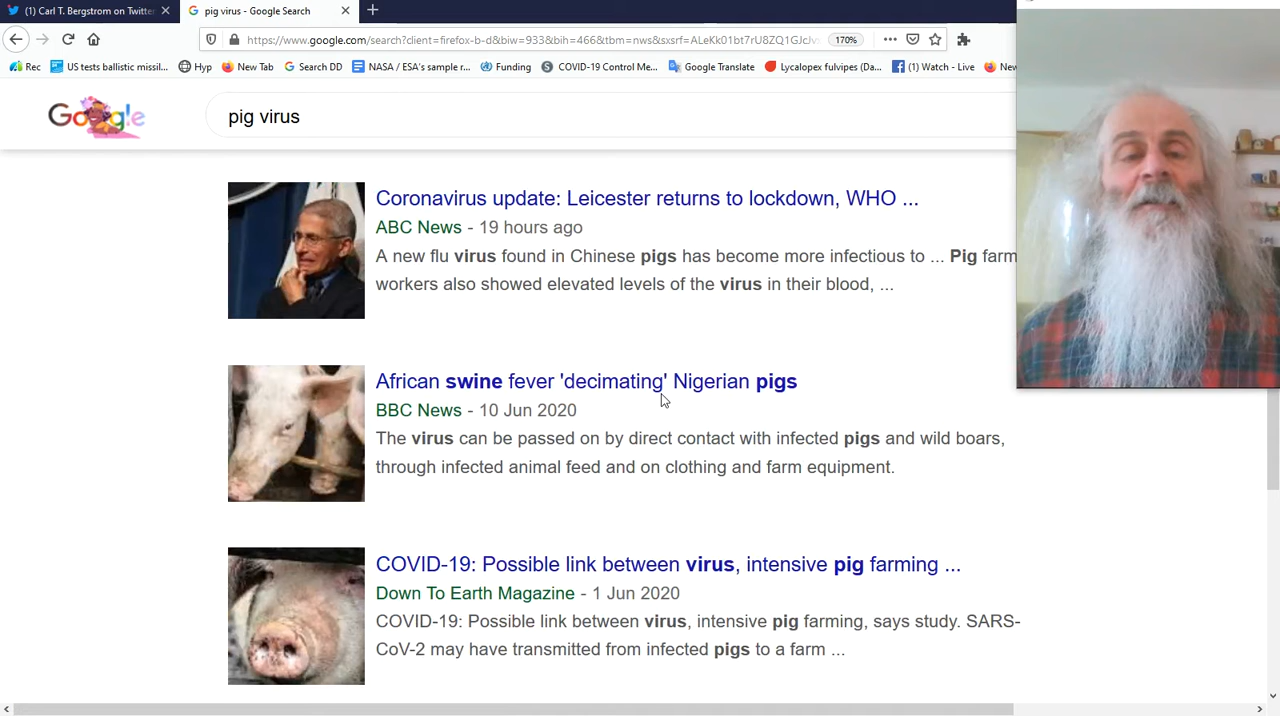 (1) Carl T. Bergstrom on Twitter
pig virus - Google Search
https://www.google.com/search?client=firefox-b-d&biw=933&bih=466&tbm=nws&sxsrf=
170%
Rec
US tests ballistic missil...
Hyp
New Tab
Search DD
NASA / ESA's sample r...
Funding
COVID-19 Control Me...
Google Translate
Lycalopex fulvipes (Da...
(1) Watch - Live
New
Google
pig virus
Coronavirus update: Leicester returns to lockdown, WHO ...
ABC News - 19 hours ago
A new flu virus found in Chinese pigs has become more infectious to ... Pig farm
workers also showed elevated levels of the virus in their blood, ...
African swine fever 'decimating' Nigerian pigs
BBC News - 10 Jun 2020
The virus can be passed on by direct contact with infected pigs and wild boars,
through infected animal feed and on clothing and farm equipment.
COVID-19: Possible link between virus, intensive pig farming ...
Down To Earth Magazine - 1 Jun 2020
COVID-19: Possible link between virus, intensive pig farming, says study. SARS-
CoV-2 may have transmitted from infected pigs to a farm ...